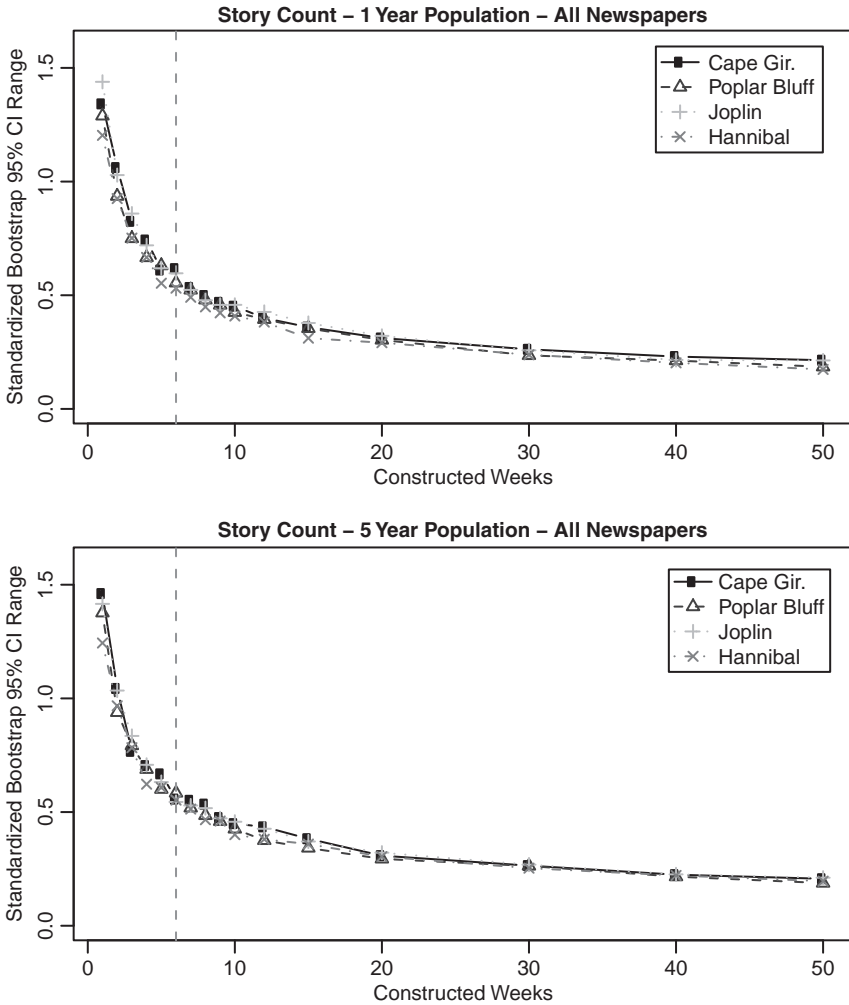 Story Count – 1 Year Population – All Newspapers
Standardized Bootstrap 95% CI Range
1.5
1.0
0.5
0.0
Cape Gir.
Poplar Bluff
Joplin
Hannibal
0 10 20 30 40 50
Constructed Weeks
Story Count – 5 Year Population – All Newspapers
Standardized Bootstrap 95% CI Range
1.5
1.0
0.5
0.0
Cape Gir.
Poplar Bluff
Joplin
Hannibal
0 10 20 30 40 50
Constructed Weeks